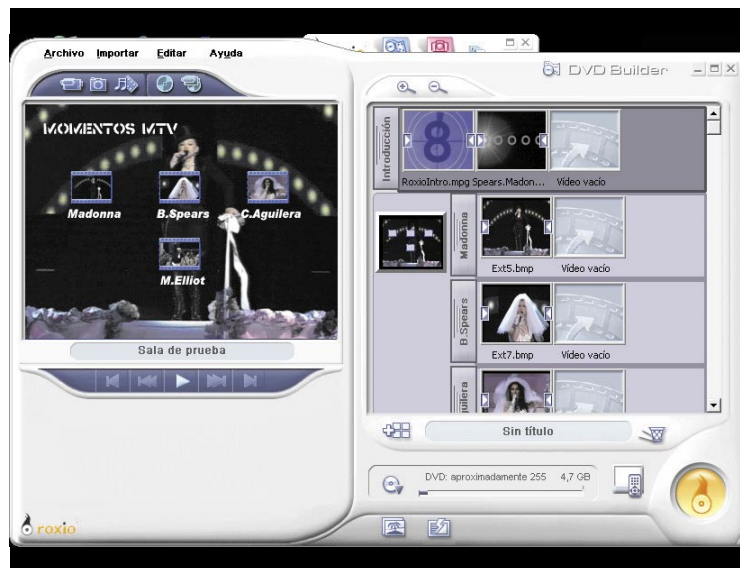 Archivo Importar Editar Ayuda
DVD Builder
MOMENTOS MTV
Madonna B.Spears C.Aguilera
M.Elliot
Sala de prueba
roxio
Introducción
RoxioIntro.mpg Spears.Madon... Vídeo vacío
Madonna
Ext5.bmp Vídeo vacío
B.Spears
Ext7.bmp Vídeo vacío
guilera
Sin título
DVD: aproximadamente 255 4,7 GB